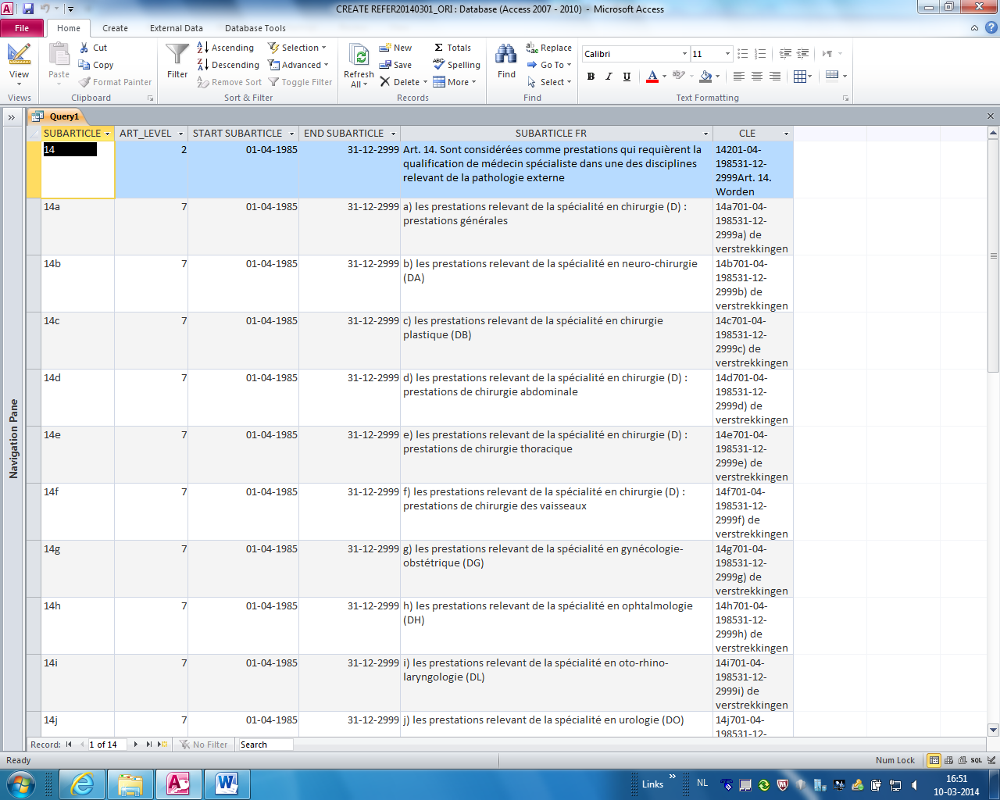 CREATE REFER20140301_ORI : Database (Access 2007 - 2010) - Microsoft Access
File Home Create External Data Database Tools
View
Views
Paste
Cut
Copy
Format Painter
Clipboard
Filter
Ascending
Descending
Remove Sort
Selection
Advanced
Toggle Filter
Sort & Filter
Refresh
All
New
Save
Delete
Totals
Spelling
More
Records
Find
Replace
Go To
Select
Find
Calibri 11
B I U
Text Formatting
Query1
SUBARTICLE ART_LEVEL START SUBARTICLE END SUBARTICLE SUBARTICLE FR CLE
14 2 01-04-1985 31-12-2999 Art. 14. Sont considérées comme prestations qui requièrent la 14201-04-
qualification de médecin spécialiste dans une des disciplines 198531-12-
relevant de la pathologie externe 2999Art. 14.
Worden
14a 7 01-04-1985 31-12-2999 a) les prestations relevant de la spécialité en chirurgie (D) : 14a701-04-
prestations générales 198531-12-
2999a) de
verstrekkingen
14b 7 01-04-1985 31-12-2999 b) les prestations relevant de la spécialité en neuro-chirurgie 14b701-04-
(DA) 198531-12-
2999b) de
verstrekkingen
14c 7 01-04-1985 31-12-2999 c) les prestations relevant de la spécialité en chirurgie 14c701-04-
plastique (DB) 198531-12-
2999c) de
verstrekkingen
14d 7 01-04-1985 31-12-2999 d) les prestations relevant de la spécialité en chirurgie (D) : 14d701-04-
prestations de chirurgie abdominale 198531-12-
2999d) de
verstrekkingen
14e 7 01-04-1985 31-12-2999 e) les prestations relevant de la spécialité en chirurgie (D) : 14e701-04-
prestations de chirurgie thoracique 198531-12-
2999e) de
verstrekkingen
14f 7 01-04-1985 31-12-2999 f) les prestations relevant de la spécialité en chirurgie (D) : 14f701-04-
prestations de chirurgie des vaisseaux 198531-12-
2999f) de
verstrekkingen
14g 7 01-04-1985 31-12-2999 g) les prestations relevant de la spécialité en gynécologie- 14g701-04-
obstétrique (DG) 198531-12-
2999g) de
verstrekkingen
14h 7 01-04-1985 31-12-2999 h) les prestations relevant de la spécialité en ophtalmologie 14h701-04-
(DH) 198531-12-
2999h) de
verstrekkingen
14i 7 01-04-1985 31-12-2999 i) les prestations relevant de la spécialité en oto-rhino- 14i701-04-
laryngologie (DL) 198531-12-
2999i) de
verstrekkingen
14j 7 01-04-1985 31-12-2999 j) les prestations relevant de la spécialité en urologie (DO) 14j701-04-
198531-12-
Navigation Pane
Record: 1 of 14 No Filter Search
Ready Num Lock SQL
Links NL 16:51
10-03-2014